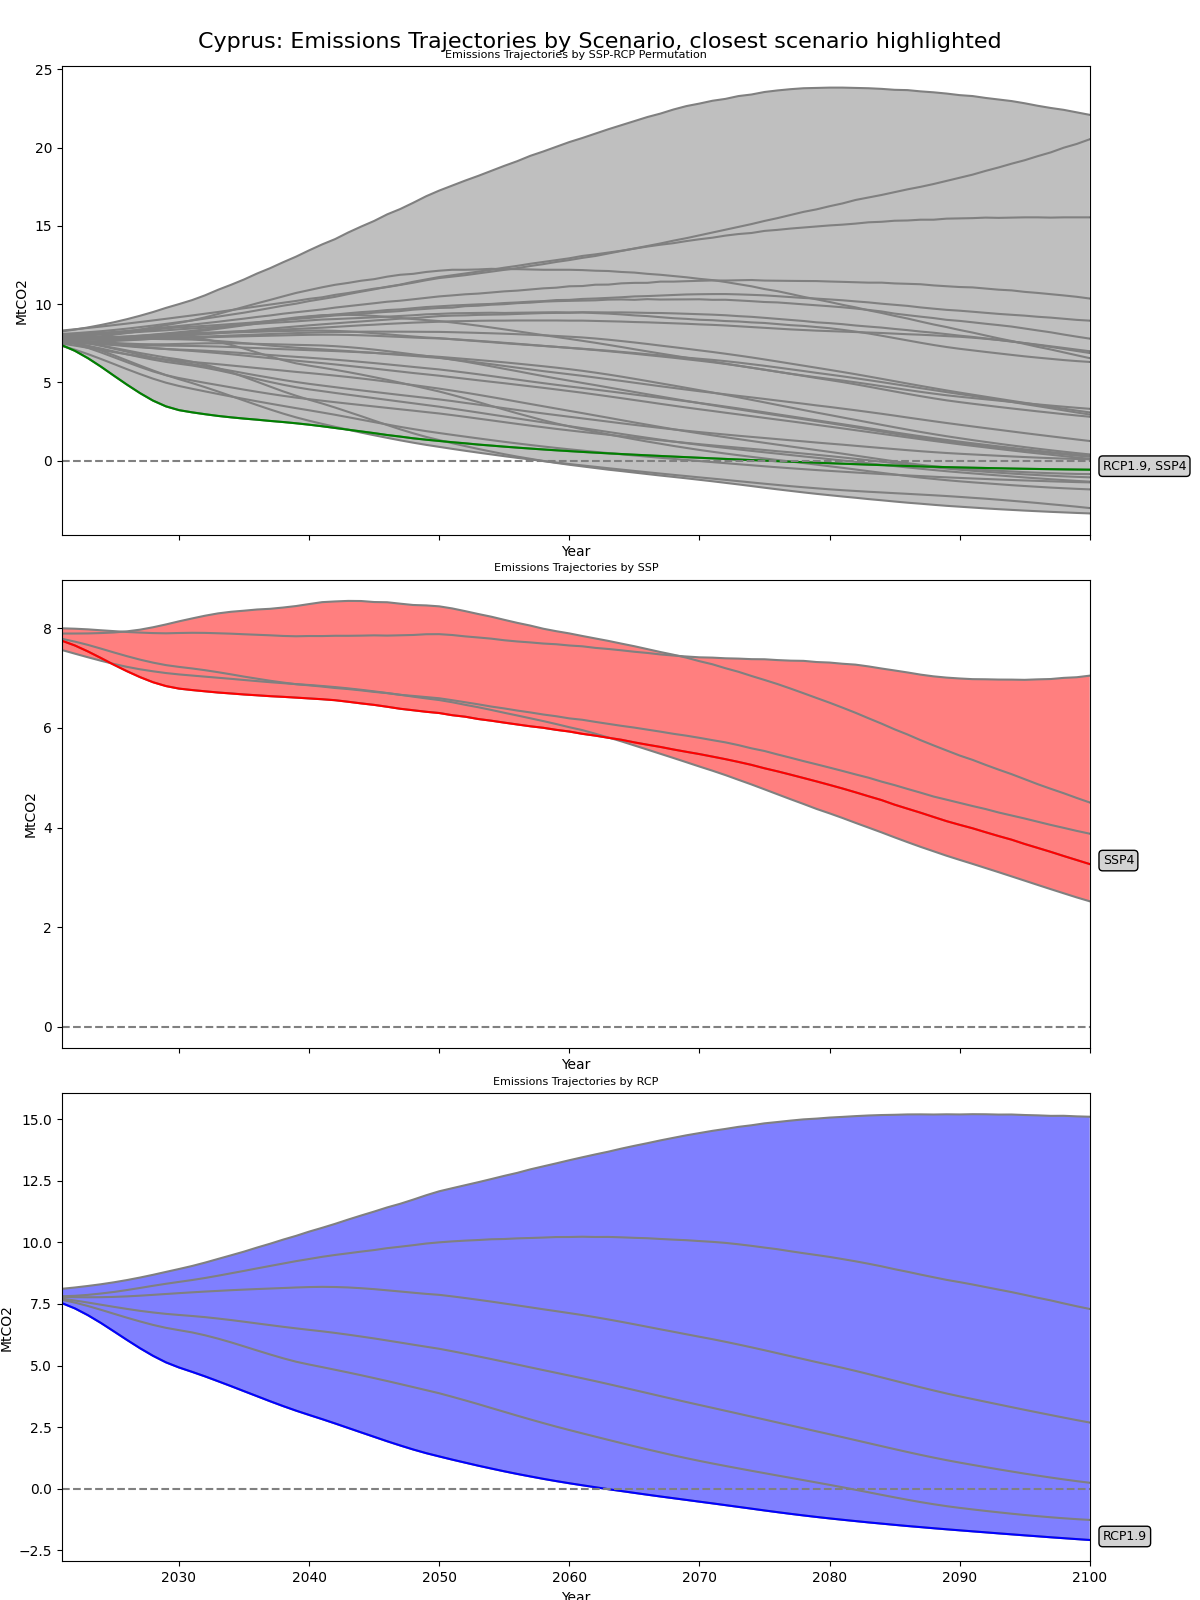 Cyprus: Emissions Trajectories by Scenario, closest scenario highlighted
Emissions Trajectories by SSP-RCP Permutation
25
20
15
10
5
0
MtCO2
RCP1.9, SSP4
Year
Emissions Trajectories by SSP
8
6
4
2
0
MtCO2
SSP4
Year
Emissions Trajectories by RCP
15.0
12.5
10.0
7.5
5.0
2.5
0.0
−2.5
MtCO2
RCP1.9
2030 2040 2050 2060 2070 2080 2090 2100
Year